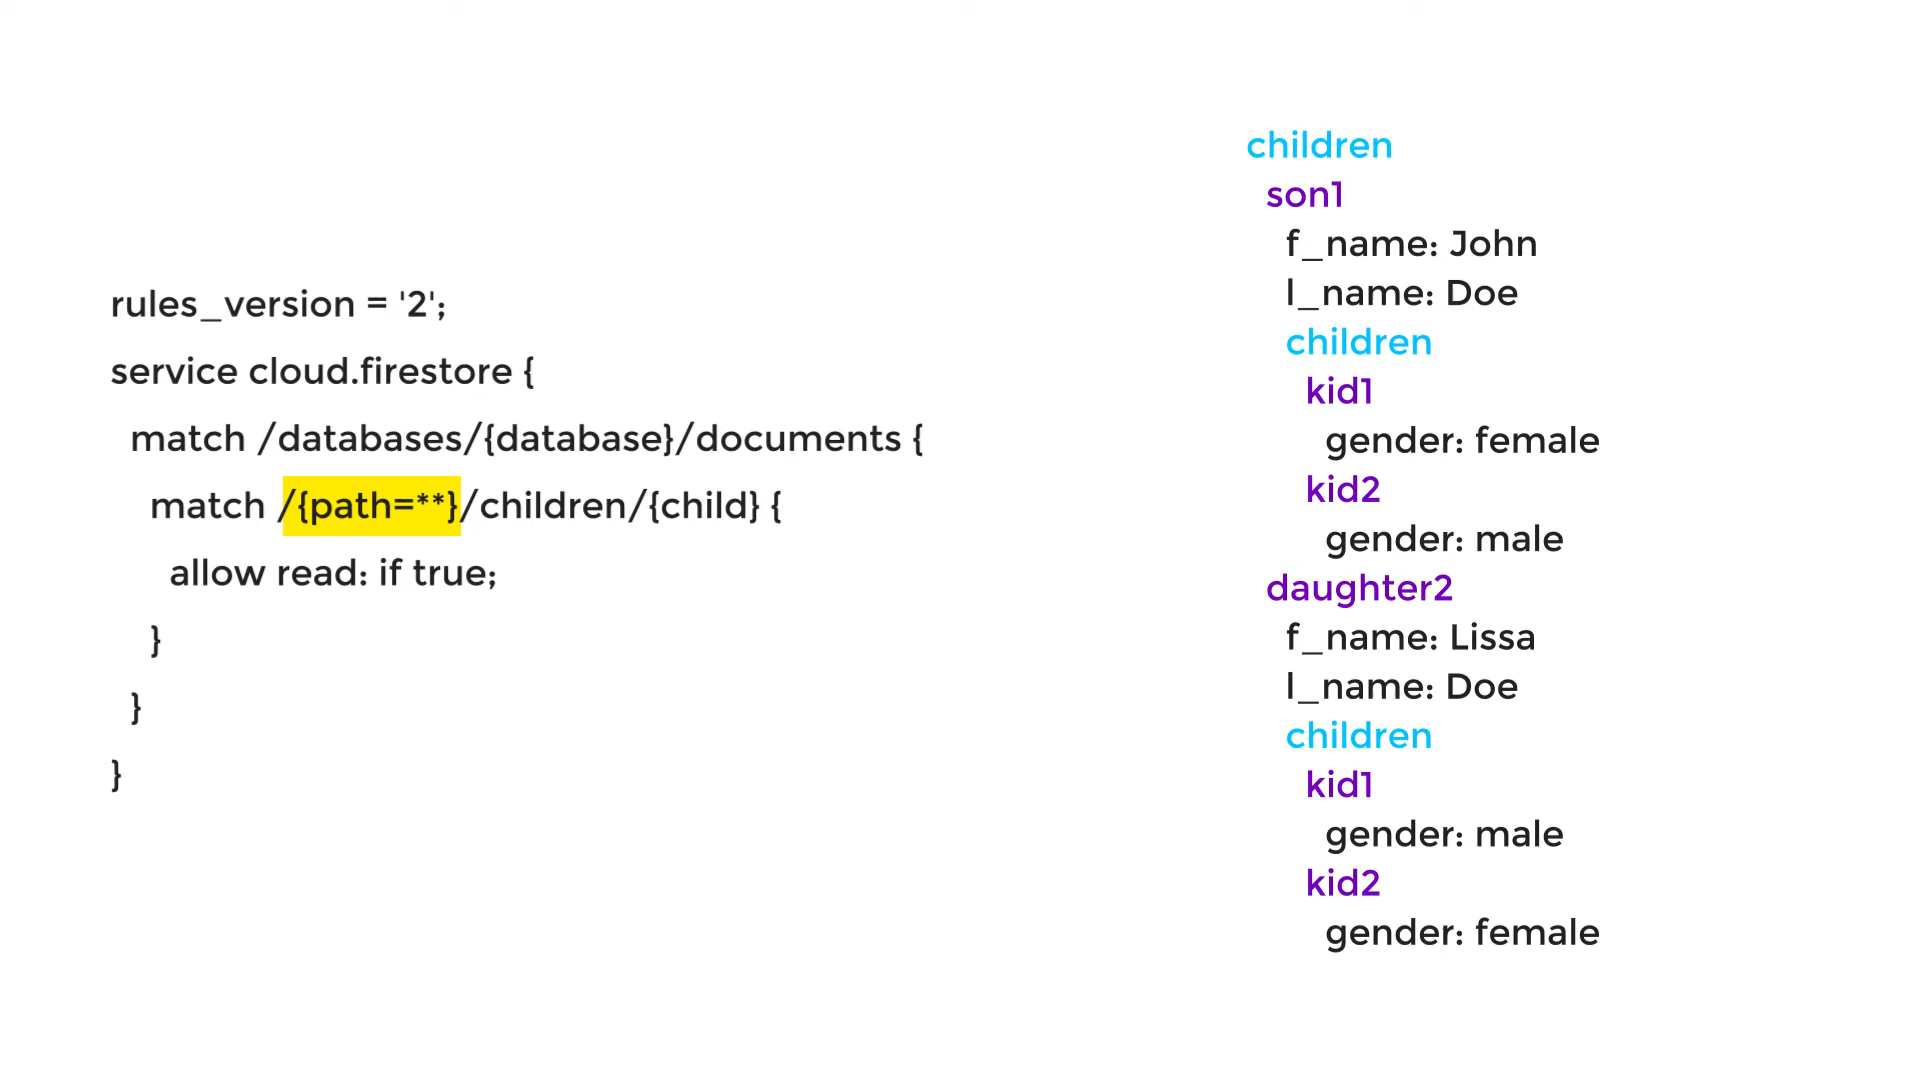 rules_version = '2';
service cloud.firestore {
match /databases/{database}/documents {
match /{path=**}/children/{child} {
allow read: if true;
}
}
}
children
son1
f_name: John
l_name: Doe
children
kid1
gender: female
kid2
gender: male
daughter2
f_name: Lissa
l_name: Doe
children
kid1
gender: male
kid2
gender: female